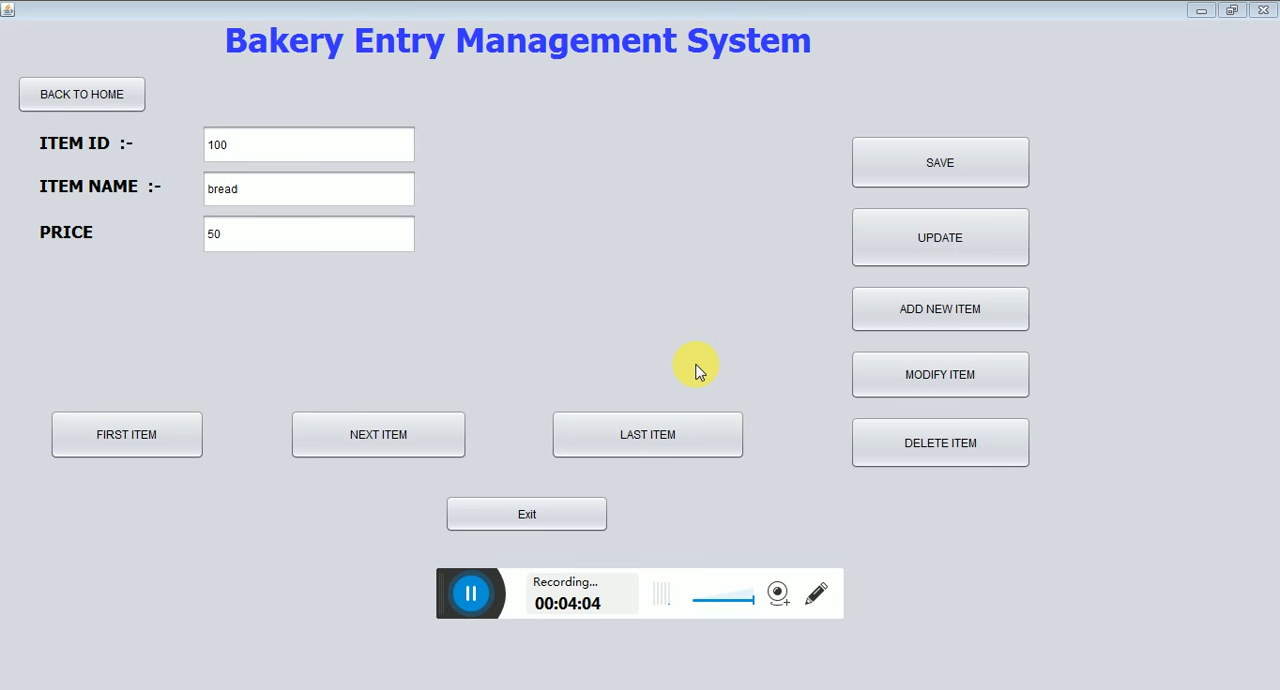 Bakery Entry Management System
BACK TO HOME
ITEM ID :-
100
ITEM NAME :-
bread
PRICE
50
SAVE
UPDATE
ADD NEW ITEM
MODIFY ITEM
DELETE ITEM
FIRST ITEM
NEXT ITEM
LAST ITEM
Exit
Recording...
00:04:04